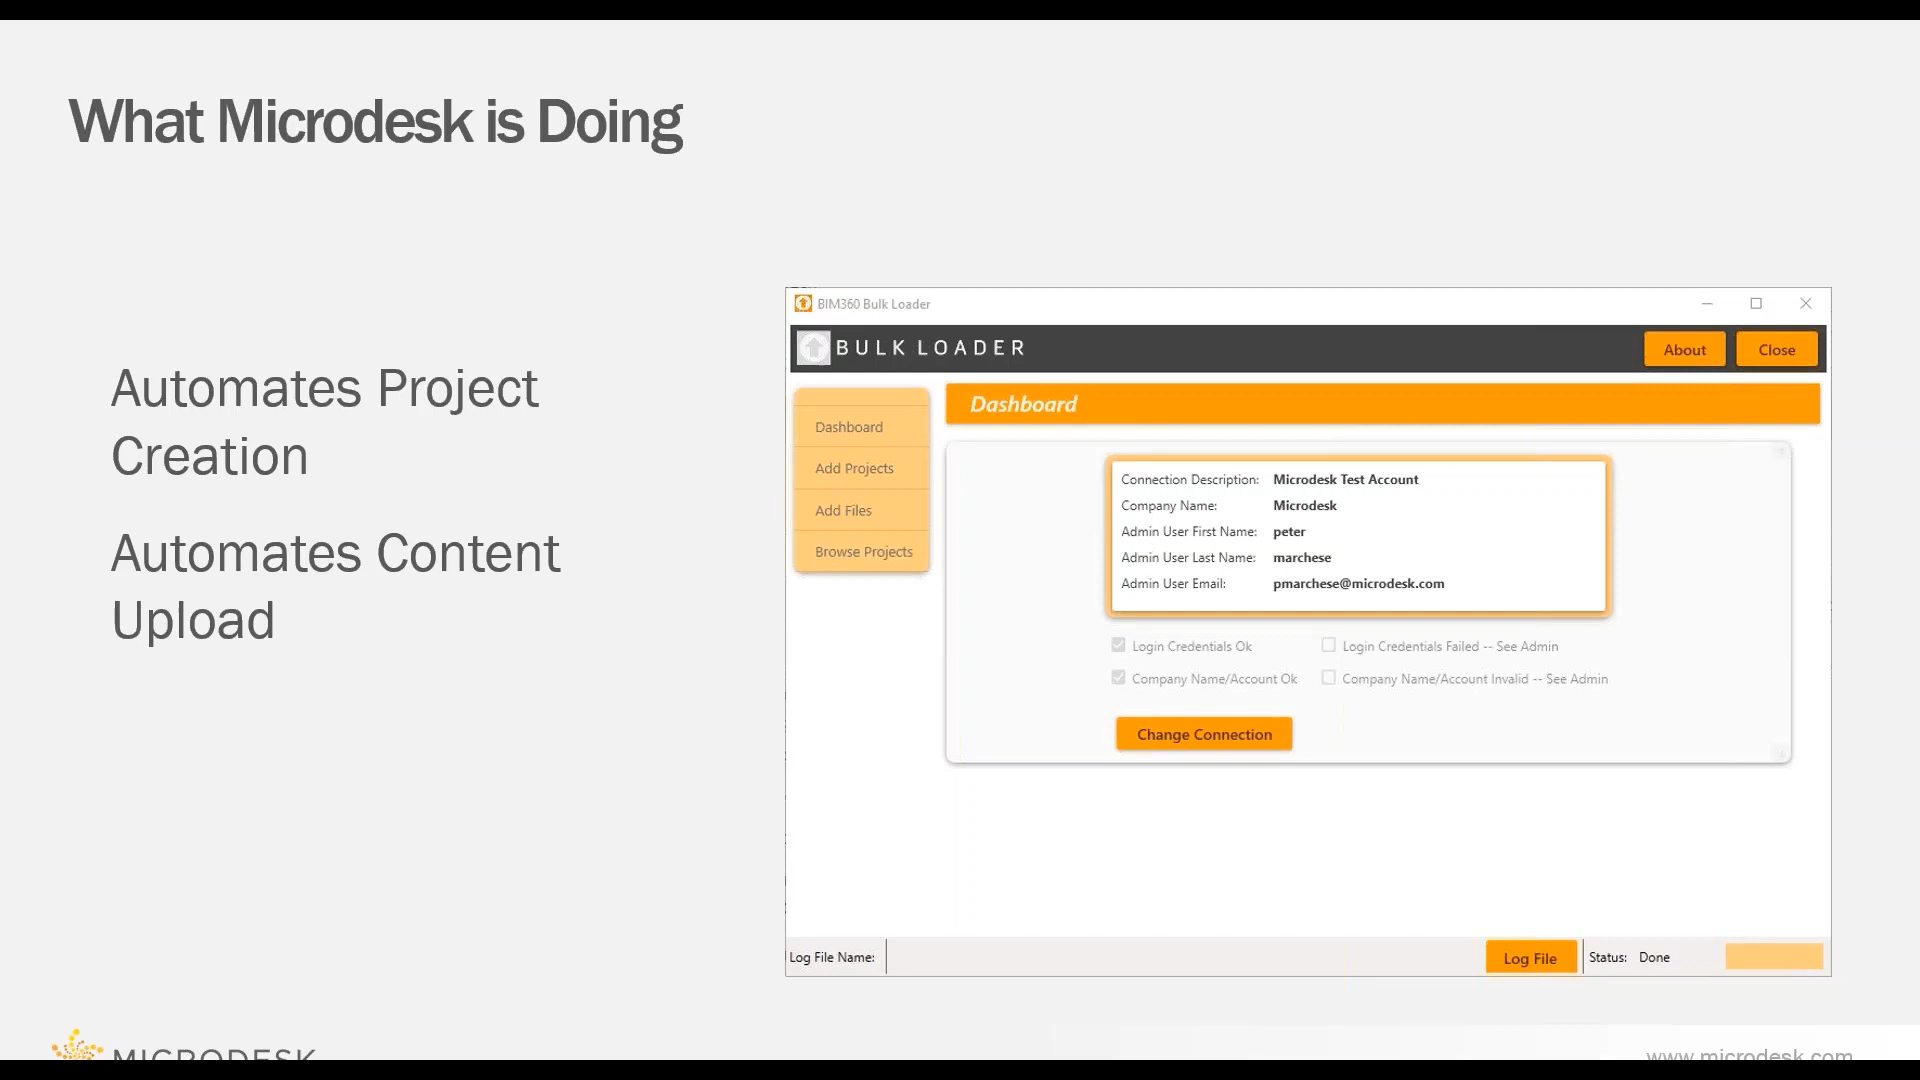 What Microdesk is Doing
Automates Project
Creation
Automates Content
Upload
BIM360 Bulk Loader
BULK LOADER
About
Close
Dashboard
Add Projects
Add Files
Browse Projects
Dashboard
Connection Description: Microdesk Test Account
Company Name: Microdesk
Admin User First Name: peter
Admin User Last Name: marchese
Admin User Email: pmarchese@microdesk.com
Login Credentials Ok
Login Credentials Failed -- See Admin
Company Name/Account Ok
Company Name/Account Invalid -- See Admin
Change Connection
Log File Name:
Log File
Status: Done
MICRODESK
www.microdesk.com